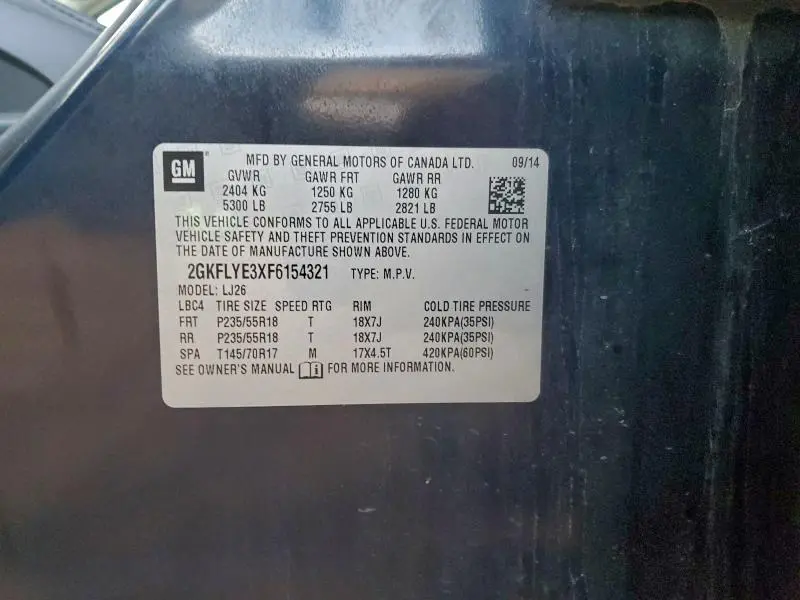 GM MFD BY GENERAL MOTORS OF CANADA LTD. 09/14
GVWR GAWR FRT GAWR RR
2404 KG 1250 KG 1280 KG
5300 LB 2755 LB 2821 LB
THIS VEHICLE CONFORMS TO ALL APPLICABLE U.S. FEDERAL MOTOR
VEHICLE SAFETY AND THEFT PREVENTION STANDARDS IN EFFECT ON
THE DATE OF MANUFACTURE SHOWN ABOVE.
2GKFLYE3XF6154321 TYPE: M.P.V.
MODEL: LJ26
LBC4 TIRE SIZE SPEED RTG RIM COLD TIRE PRESSURE
FRT P235/55R18 T 18X7J 240KPA(35PSI)
RR P235/55R18 T 18X7J 240KPA(35PSI)
SPA T145/70R17 M 17X4.5T 420KPA(60PSI)
SEE OWNER'S MANUAL i FOR MORE INFORMATION.